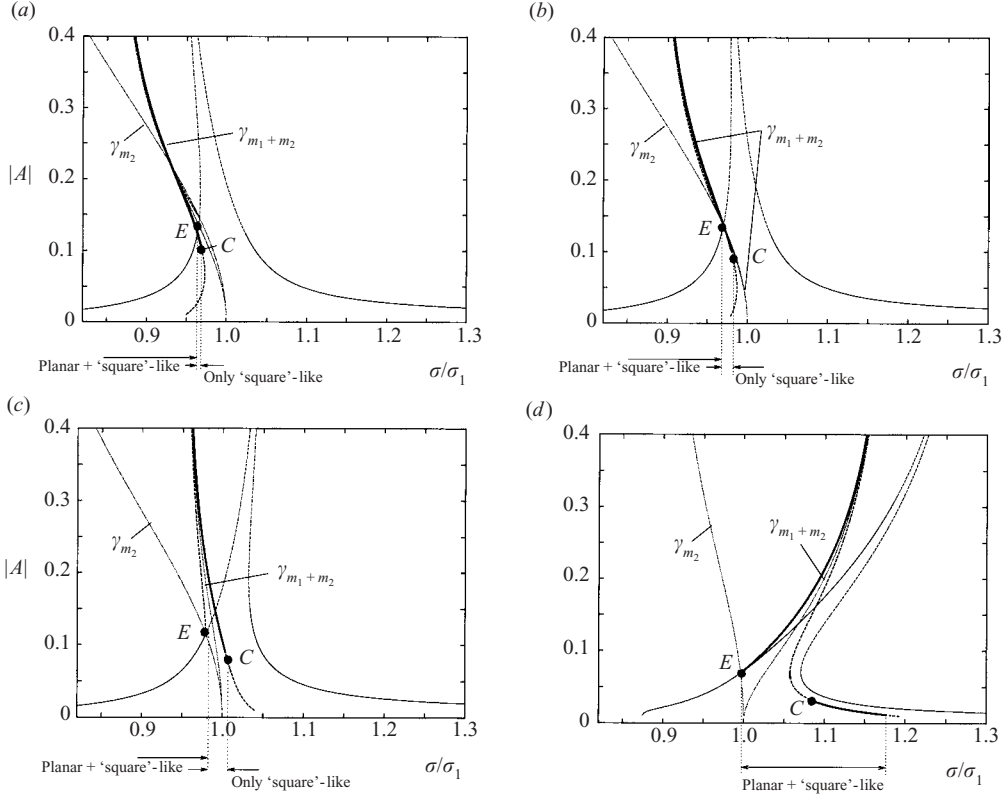 (a)
0.4
0.3
0.2
0.1
0
|A|
γm2
γm1 + m2
E
C
0.9
1.0
1.1
1.2
1.3
σ/σ1
Planar + ‘square’-like
Only ‘square’-like
(b)
0.4
0.3
0.2
0.1
0
γm2
γm1 + m2
E
C
0.9
1.0
1.1
1.2
1.3
σ/σ1
Planar + ‘square’-like
Only ‘square’-like
(c)
0.4
0.3
0.2
0.1
0
|A|
γm2
γm1 + m2
E
C
0.9
1.0
1.1
1.2
1.3
σ/σ1
Planar + ‘square’-like
Only ‘square’-like
(d)
0.4
0.3
0.2
0.1
0
γm2
γm1 + m2
E
C
0.9
1.0
1.1
1.2
1.3
σ/σ1
Planar + ‘square’-like